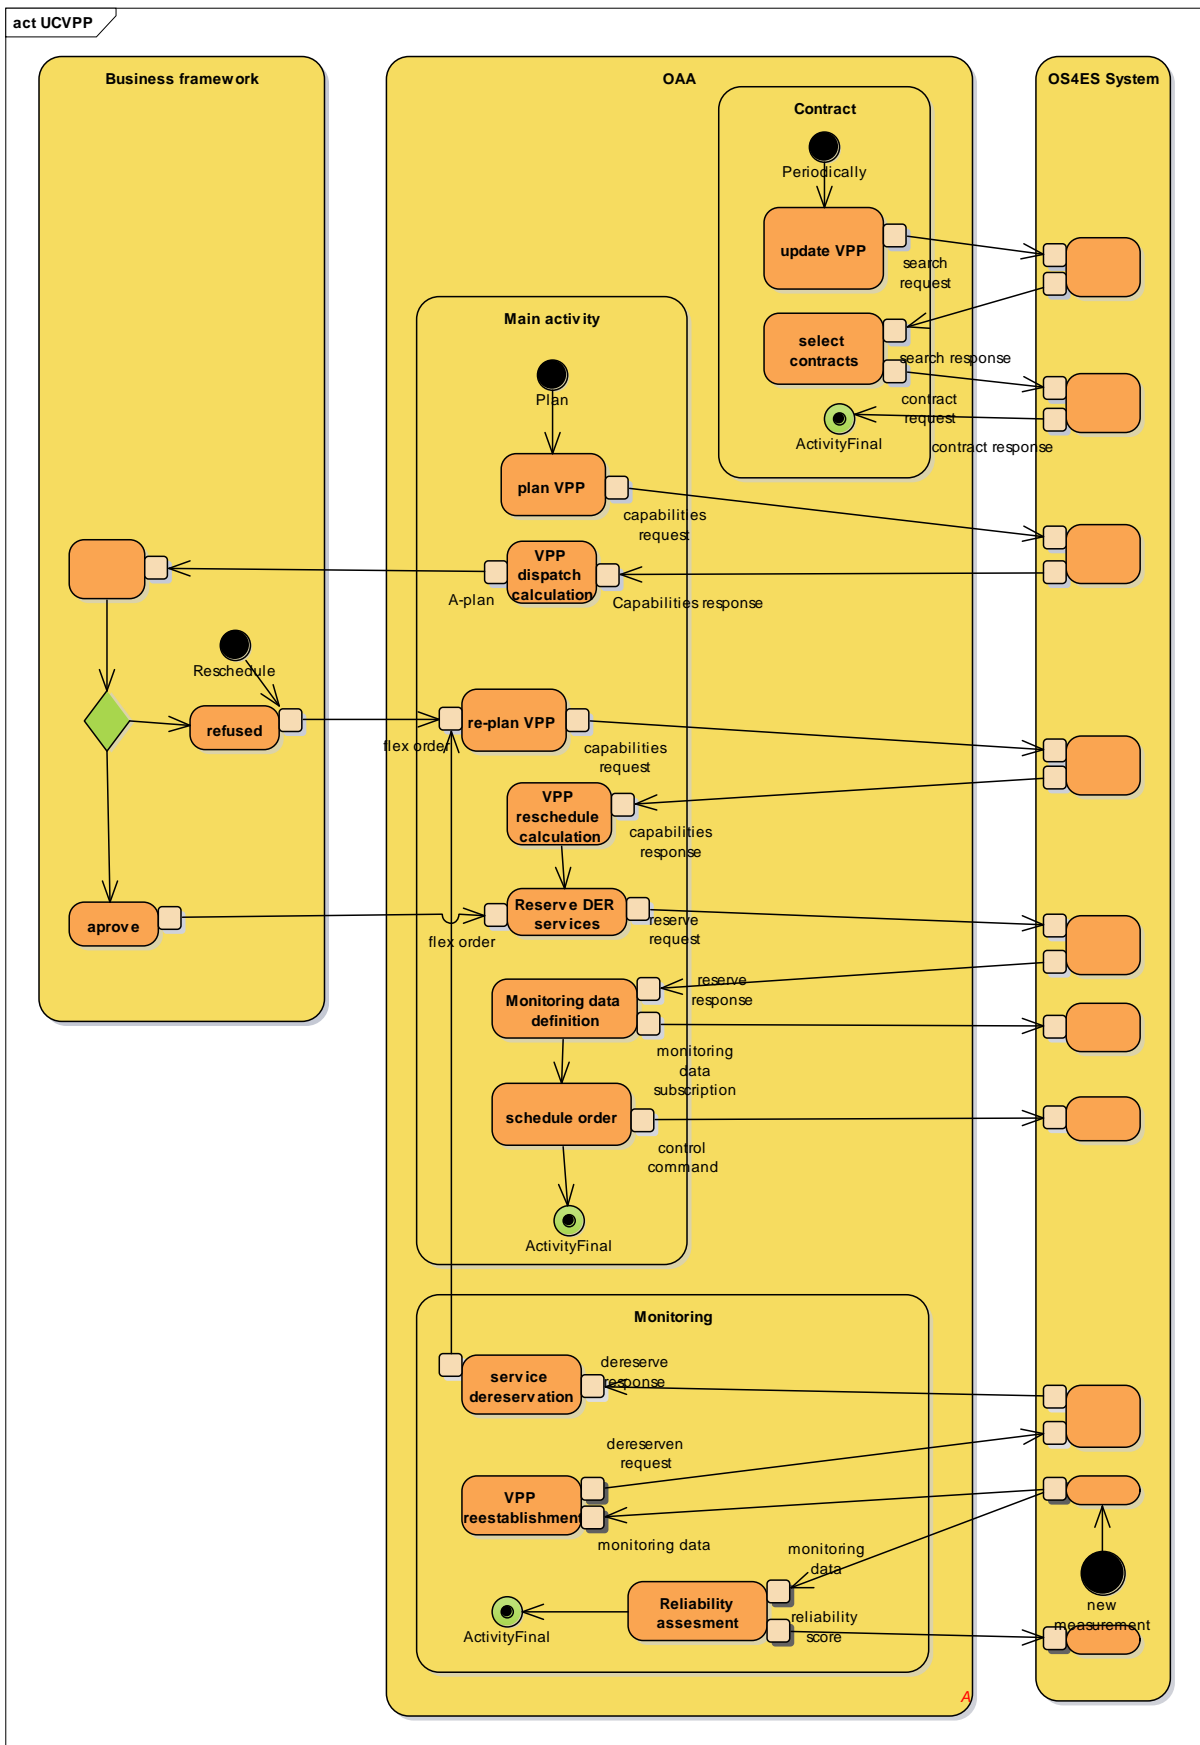 act UCVPP
Business framework
OAA
OS4ES System
Contract
Periodically
update VPP
search
request
select
contracts
search response
contract
request
ActivityFinal
contract response
Main activity
Plan
plan VPP
capabilities
request
VPP
dispatch
calculation
A-plan
Capabilities response
Reschedule
refused
flex order
re-plan VPP
capabilities
request
VPP
reschedule
calculation
capabilities
response
aprove
flex order
Reserve DER
services
reserve
request
reserve
response
Monitoring data
definition
monitoring
data
subscription
schedule order
control
command
ActivityFinal
Monitoring
service
dereservation
dereserve
response
dereserven
request
VPP
reestablishment
monitoring data
monitoring
data
Reliability
assesment
reliability
score
ActivityFinal
new
measurement
A